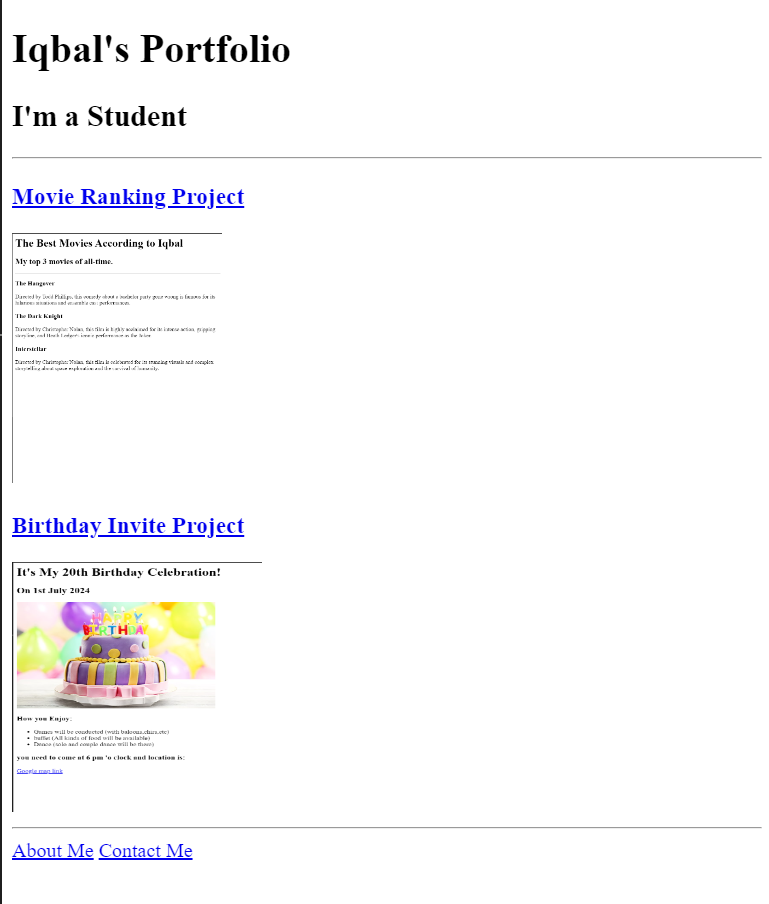 Iqbal's Portfolio
I'm a Student
Movie Ranking Project
The Best Movies According to Iqbal
My top 3 movies of all-time.
The Hangover
Directed by Todd Phillips, this comedy about a bachelor party gone wrong is famous for its
hilarious situations and ensemble cast performances.
The Dark Knight
Directed by Christopher Nolan, this film is highly acclaimed for its intense action, gripping
storyline, and Heath Ledger's iconic performance as the Joker.
Interstellar
Directed by Christopher Nolan, this film is celebrated for its stunning visuals and complex
storytelling about space exploration and the survival of humanity.
Birthday Invite Project
It's My 20th Birthday Celebration!
On 1st July 2024
HAPPY
BIRTHDAY
How you Enjoy:
Games will be conducted (with baloons,chirs,etc)
buffet (All kinds of food will be available)
Dance (solo and couple dance will be there)
you need to come at 6 pm 'o clock and location is:
Google map link
About Me Contact Me